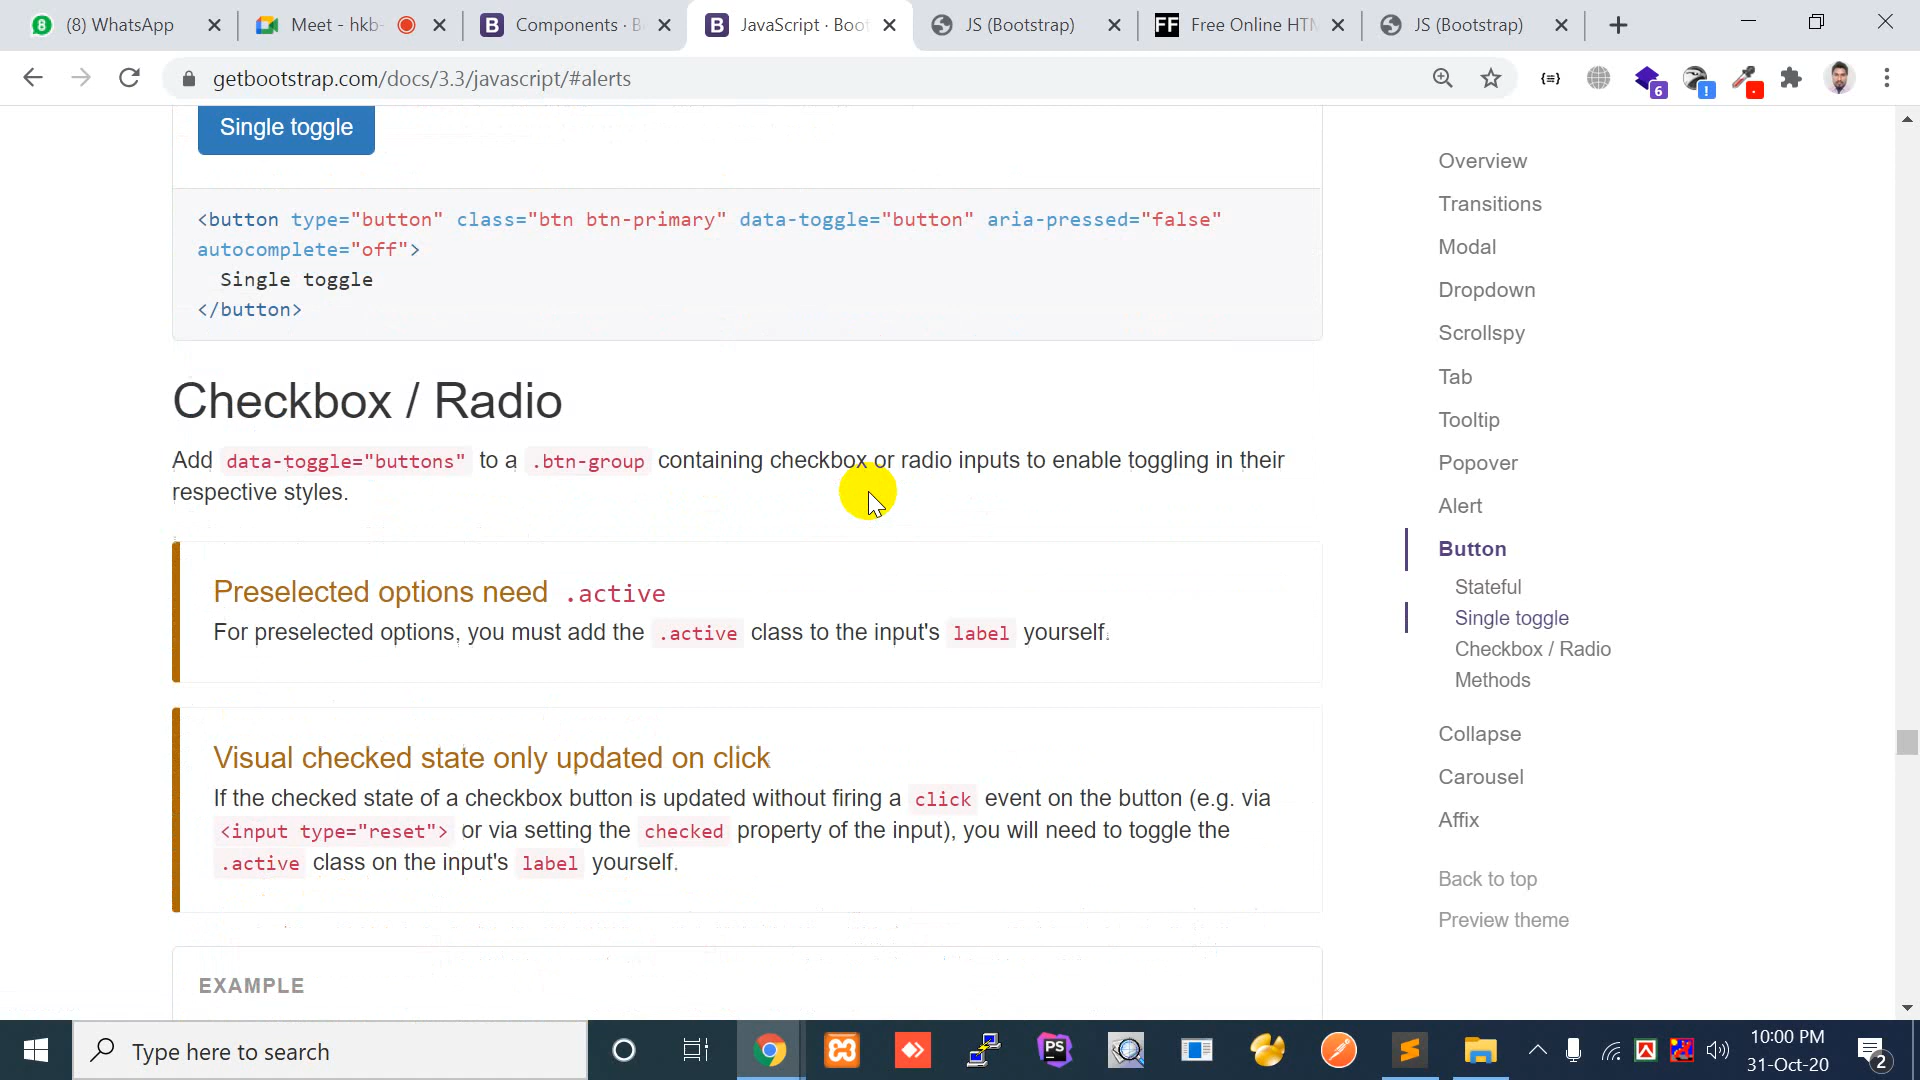 (8) WhatsApp
Meet - hkb-
Components · B
JavaScript · Boot
JS (Bootstrap)
Free Online HTM
JS (Bootstrap)
getbootstrap.com/docs/3.3/javascript/#alerts
Single toggle
<button type="button" class="btn btn-primary" data-toggle="button" aria-pressed="false"
autocomplete="off">
Single toggle
</button>
Checkbox / Radio
Add data-toggle="buttons" to a .btn-group containing checkbox or radio inputs to enable toggling in their
respective styles.
Preselected options need .active
For preselected options, you must add the .active class to the input's label yourself.
Visual checked state only updated on click
If the checked state of a checkbox button is updated without firing a click event on the button (e.g. via
<input type="reset"> or via setting the checked property of the input), you will need to toggle the
.active class on the input's label yourself.
EXAMPLE
Overview
Transitions
Modal
Dropdown
Scrollspy
Tab
Tooltip
Popover
Alert
Button
Stateful
Single toggle
Checkbox / Radio
Methods
Collapse
Carousel
Affix
Back to top
Preview theme
Type here to search
10:00 PM
31-Oct-20
2